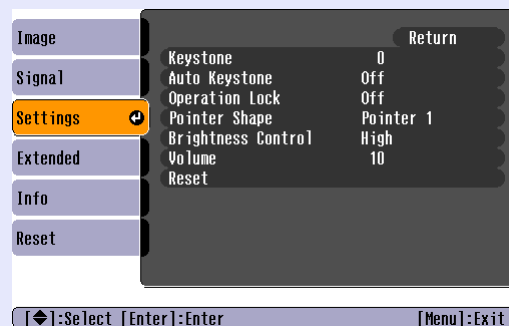 Image
Signal
Settings
Extended
Info
Reset
Return
Keystone 0
Auto Keystone Off
Operation Lock Off
Pointer Shape Pointer 1
Brightness Control High
Volume 10
Reset
[◆]:Select [Enter]:Enter [Menu]:Exit